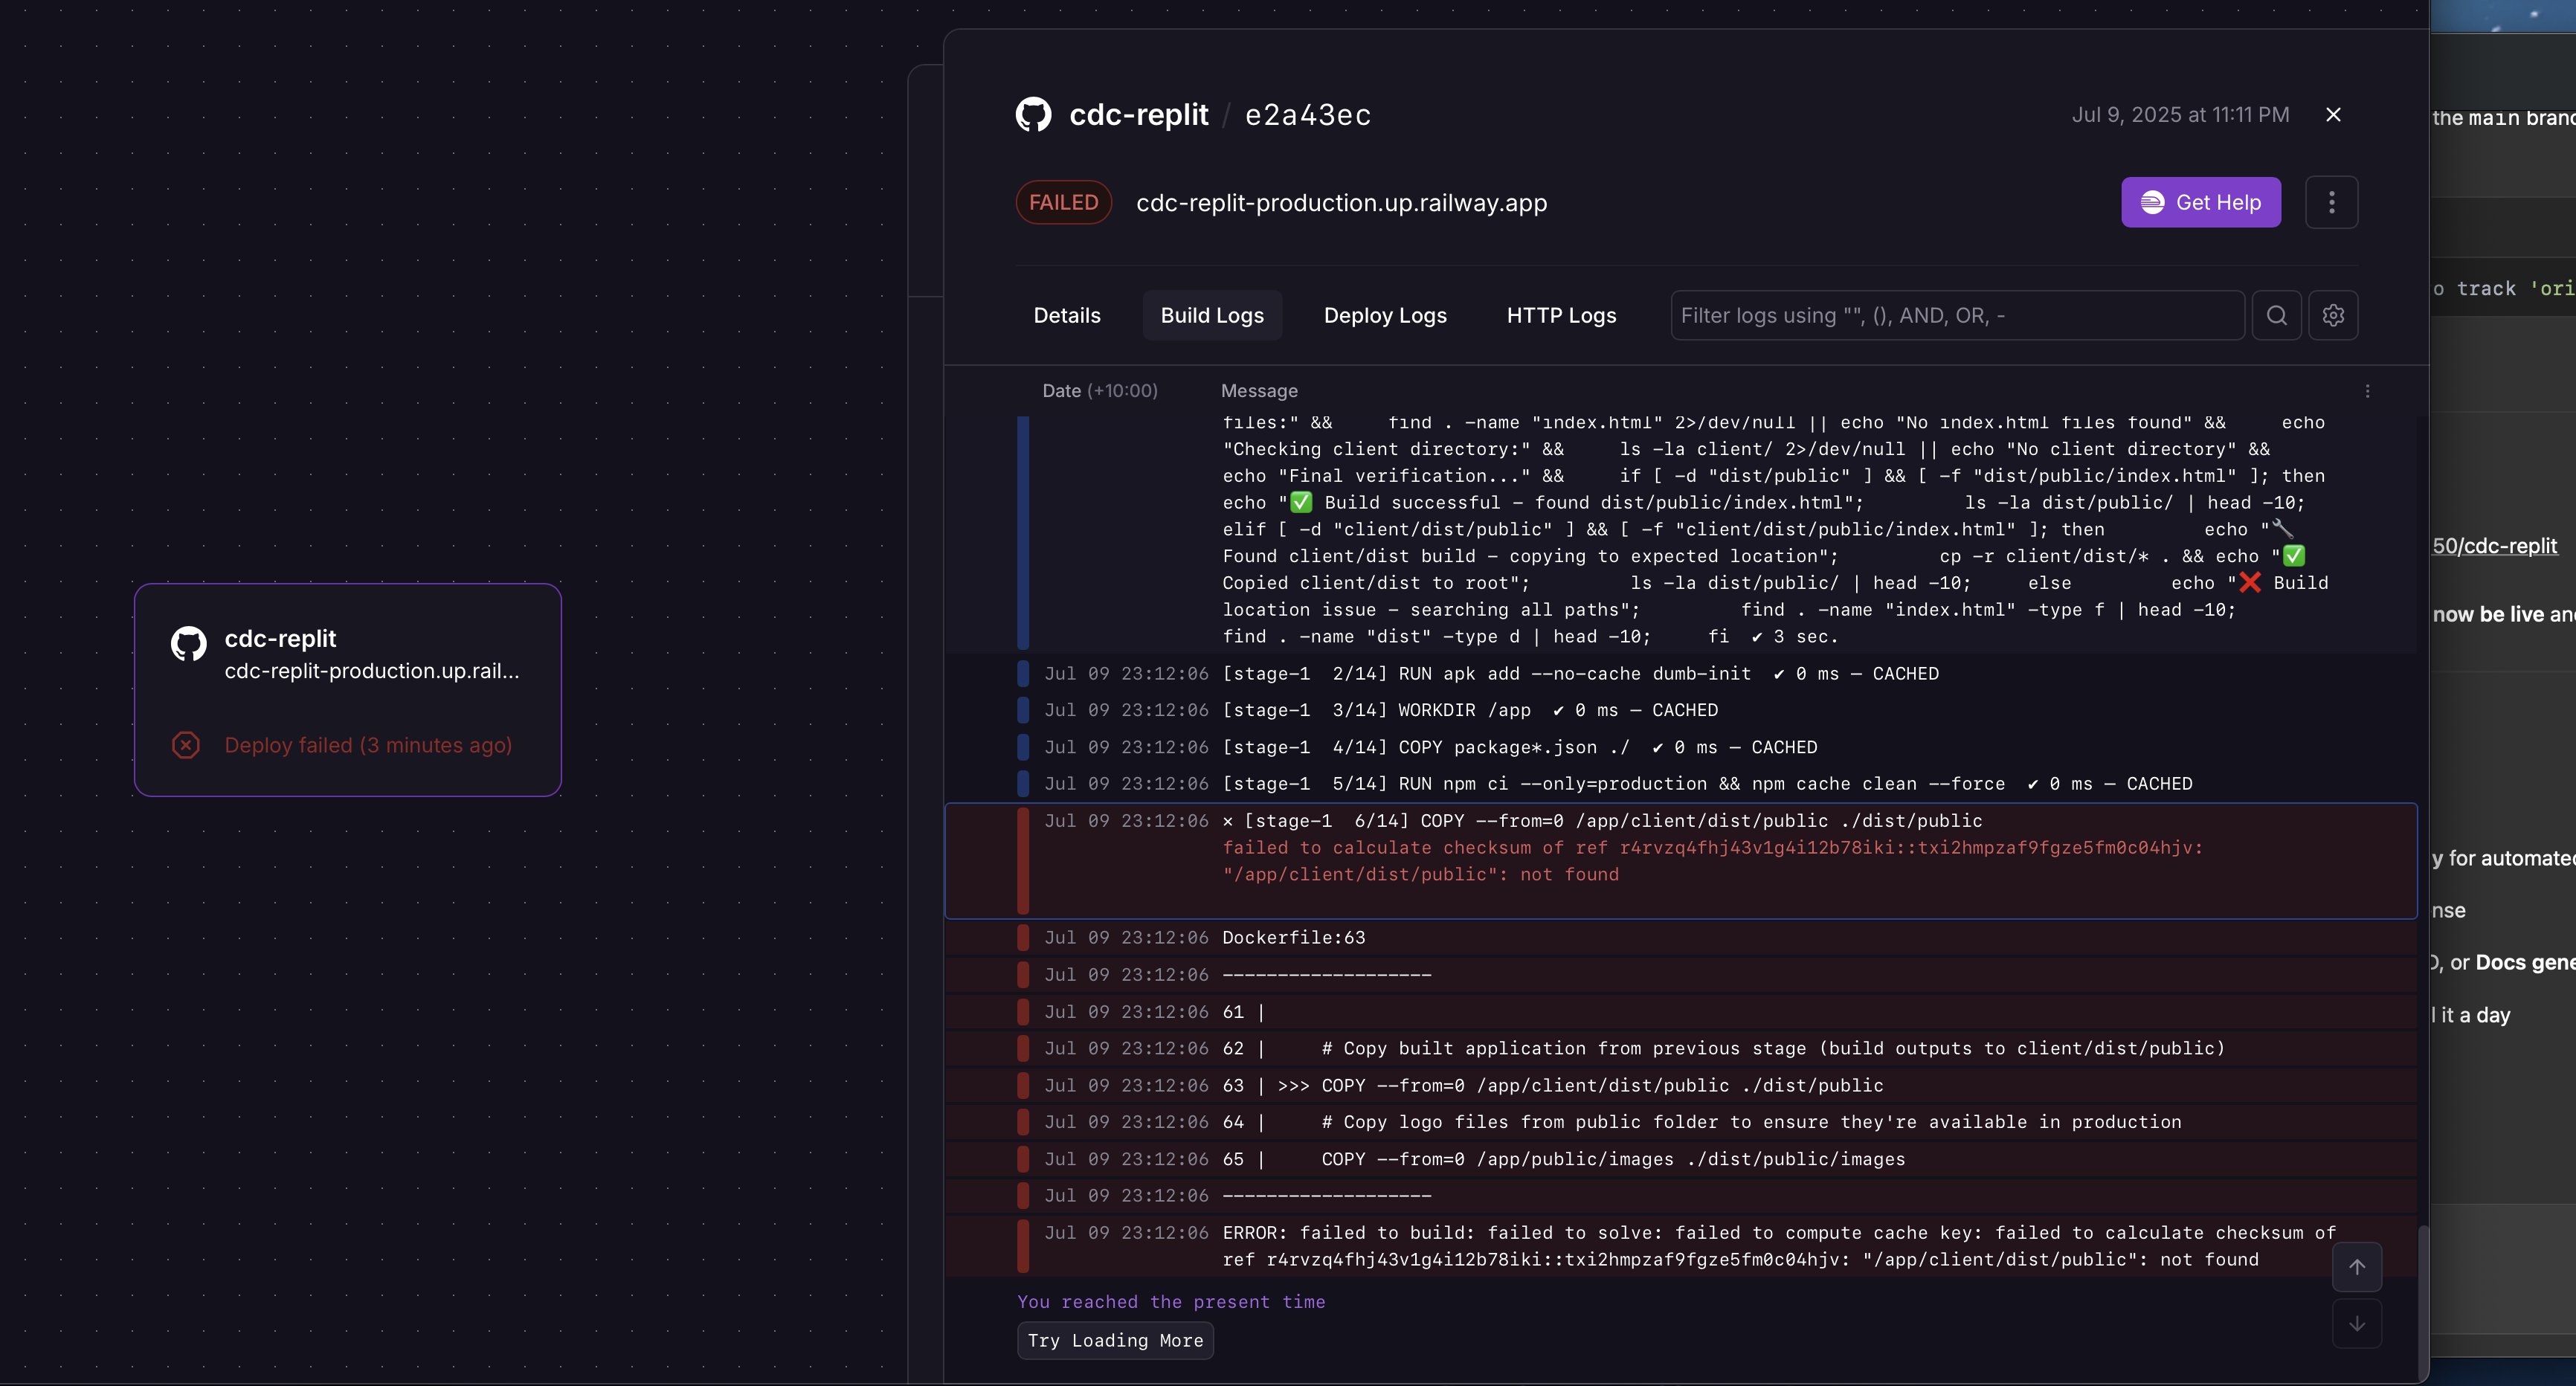 cdc-replit / e2a43ec
Jul 9, 2025 at 11:11 PM
FAILED
cdc-replit-production.up.railway.app
Get Help
Details
Build Logs
Deploy Logs
HTTP Logs
Filter logs using "", (), AND, OR, -
Date (+10:00)
Message
files:" && find . -name "index.html" 2>/dev/null || echo "No index.html files found" && echo
"Checking client directory:" && ls -la client/ 2>/dev/null || echo "No client directory" &&
echo "Final verification..." && if [ -d "dist/public" ] && [ -f "dist/public/index.html" ]; then
echo "✅ Build successful - found dist/public/index.html"; ls -la dist/public/ | head -10;
elif [ -d "client/dist/public" ] && [ -f "client/dist/public/index.html" ]; then echo "🔧
Found client/dist build - copying to expected location"; cp -r client/dist/* . && echo "✅
Copied client/dist to root"; ls -la dist/public/ | head -10; else echo "❌ Build
location issue - searching all paths"; find . -name "index.html" -type f | head -10;
find . -name "dist" -type d | head -10; fi ✔ 3 sec.
Jul 09 23:12:06 [stage-1 2/14] RUN apk add --no-cache dumb-init ✔ 0 ms – CACHED
Jul 09 23:12:06 [stage-1 3/14] WORKDIR /app ✔ 0 ms – CACHED
Jul 09 23:12:06 [stage-1 4/14] COPY package*.json ./ ✔ 0 ms – CACHED
Jul 09 23:12:06 [stage-1 5/14] RUN npm ci --only=production && npm cache clean --force ✔ 0 ms – CACHED
Jul 09 23:12:06 ✕ [stage-1 6/14] COPY --from=0 /app/client/dist/public ./dist/public
failed to calculate checksum of ref r4rvzq4fhj43v1g4i12b78iki::txi2hmpzaf9fgze5fm0c04hjv:
"/app/client/dist/public": not found
Jul 09 23:12:06 Dockerfile:63
Jul 09 23:12:06 -------------------
Jul 09 23:12:06 61 |
Jul 09 23:12:06 62 | # Copy built application from previous stage (build outputs to client/dist/public)
Jul 09 23:12:06 63 | >>> COPY --from=0 /app/client/dist/public ./dist/public
Jul 09 23:12:06 64 | # Copy logo files from public folder to ensure they're available in production
Jul 09 23:12:06 65 | COPY --from=0 /app/public/images ./dist/public/images
Jul 09 23:12:06 -------------------
Jul 09 23:12:06 ERROR: failed to build: failed to solve: failed to compute cache key: failed to calculate checksum of
ref r4rvzq4fhj43v1g4i12b78iki::txi2hmpzaf9fgze5fm0c04hjv: "/app/client/dist/public": not found
You reached the present time
Try Loading More
cdc-replit
cdc-replit-production.up.rail...
Deploy failed (3 minutes ago)
the main branc
o track 'ori
50/cdc-replit
now be live an
y for automate
nse
O, or Docs gene
l it a day